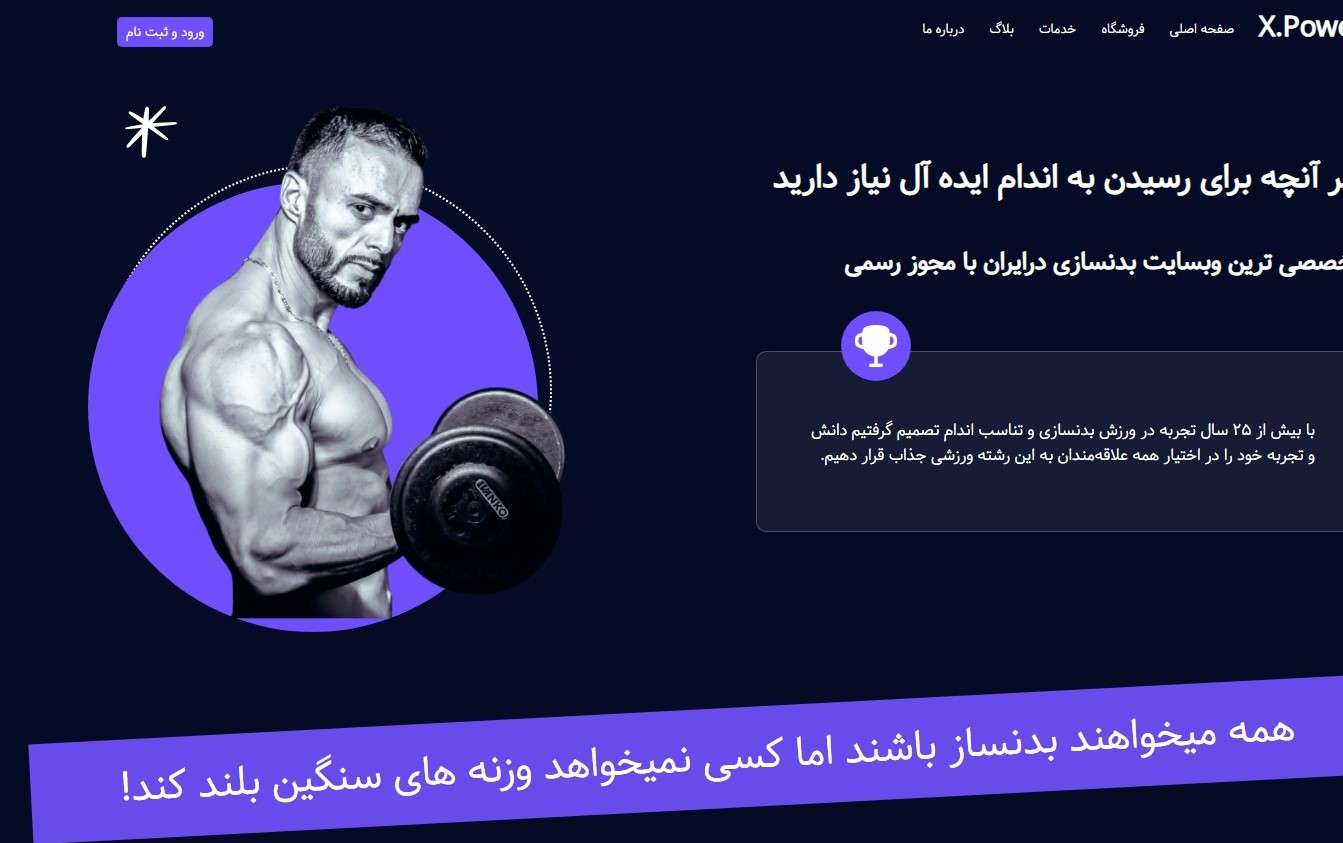 X.Powe
صفحه اصلی
فروشگاه
خدمات
بلاگ
درباره ما
ورود و ثبت نام
آنچه برای رسیدن به اندام ایده آل نیاز دارید
ترین وبسایت بدنسازی درایران با مجوز رسمی
با بیش از ۲۵ سال تجربه در ورزش بدنسازی و تناسب اندام تصمیم گرفتیم دانش
و تجربه خود را در اختیار همه علاقه‌مندان به این رشته ورزشی جذاب قرار دهیم.
IVANKO
همه میخواهند بدنساز باشند اما کسی نمیخواهد وزنه های سنگین بلند کند!